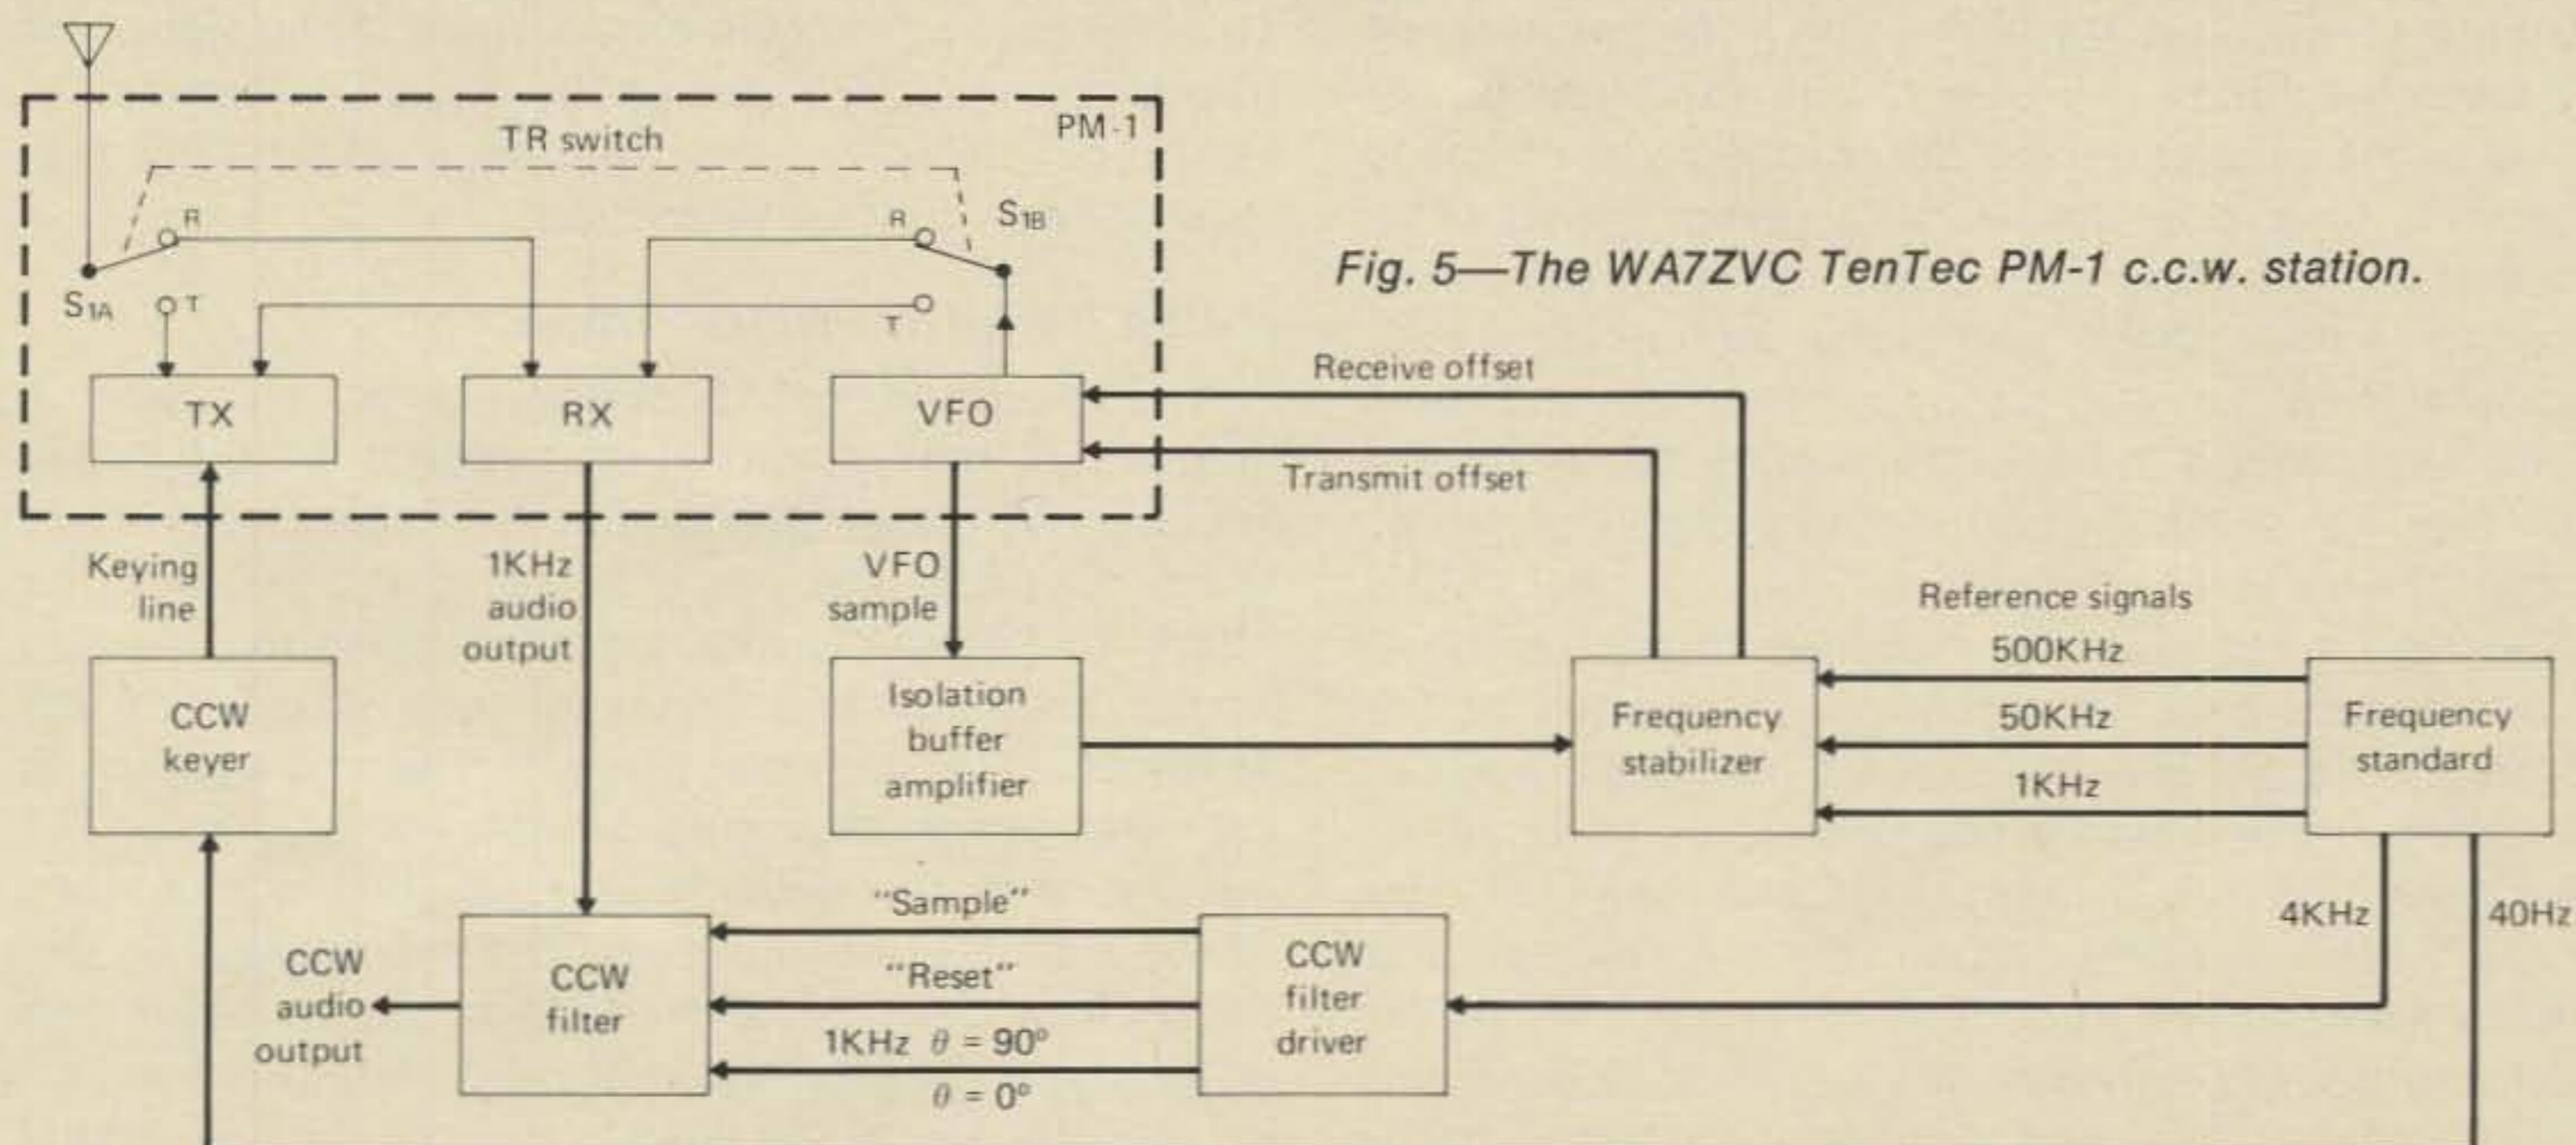 PM-1
TR switch
R
R
S1B
S1A
T
T
Fig. 5—The WA7ZVC TenTec PM-1 c.c.w. station.
TX
RX
VFO
Receive offset
Transmit offset
Keying
line
1KHz
audio
output
VFO
sample
Reference signals
500KHz
50KHz
1KHz
CCW
keyer
Isolation
buffer
amplifier
Frequency
stabilizer
Frequency
standard
4KHz
40Hz
"Sample"
"Reset"
1KHz θ = 90°
θ = 0°
CCW
audio
output
CCW
filter
CCW
filter
driver